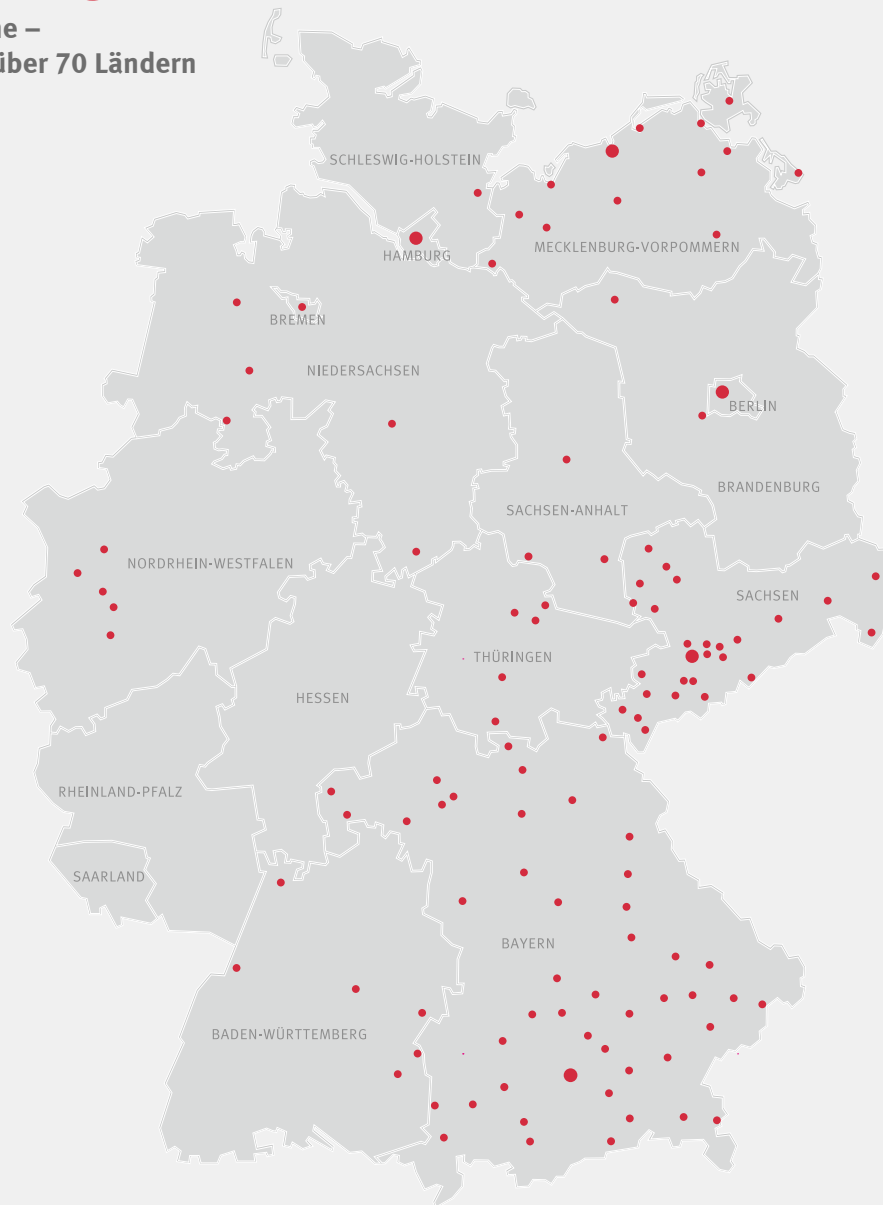 ne –
über 70 Ländern
SCHLESWIG-HOLSTEIN
MECKLENBURG-VORPOMMERN
HAMBURG
BREMEN
NIEDERSACHSEN
BERLIN
BRANDENBURG
SACHSEN-ANHALT
NORDRHEIN-WESTFALEN
SACHSEN
THÜRINGEN
HESSEN
RHEINLAND-PFALZ
SAARLAND
BAYERN
BADEN-WÜRTTEMBERG